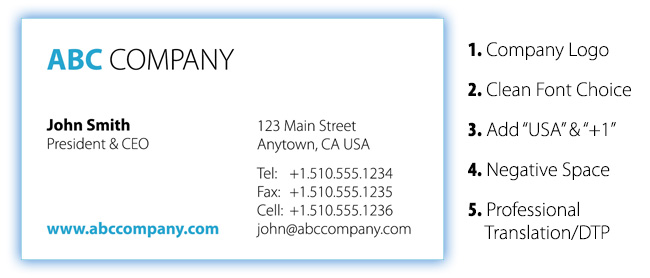 ABC COMPANY
John Smith
President & CEO
123 Main Street
Anytown, CA USA
Tel: +1.510.555.1234
Fax: +1.510.555.1235
Cell: +1.510.555.1236
www.abccompany.com
john@abccompany.com
1. Company Logo
2. Clean Font Choice
3. Add “USA” & “+1”
4. Negative Space
5. Professional
Translation/DTP